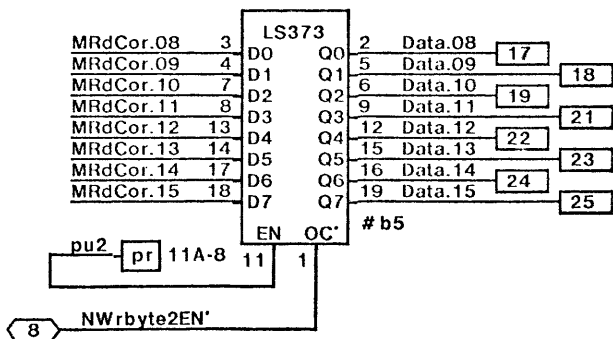 LS373
MRdCor.08 3 D0 Q0 2 Data.08 17
MRdCor.09 4 D1 Q1 5 Data.09 18
MRdCor.10 7 D2 Q2 6 Data.10 19
MRdCor.11 8 D3 Q3 9 Data.11 21
MRdCor.12 13 D4 Q4 12 Data.12 22
MRdCor.13 14 D5 Q5 15 Data.13 23
MRdCor.14 17 D6 Q6 16 Data.14 24
MRdCor.15 18 D7 Q7 19 Data.15 25
# b5
EN OC'
pu2 pr 11A-8 11 1
8 NWrbyte2EN'